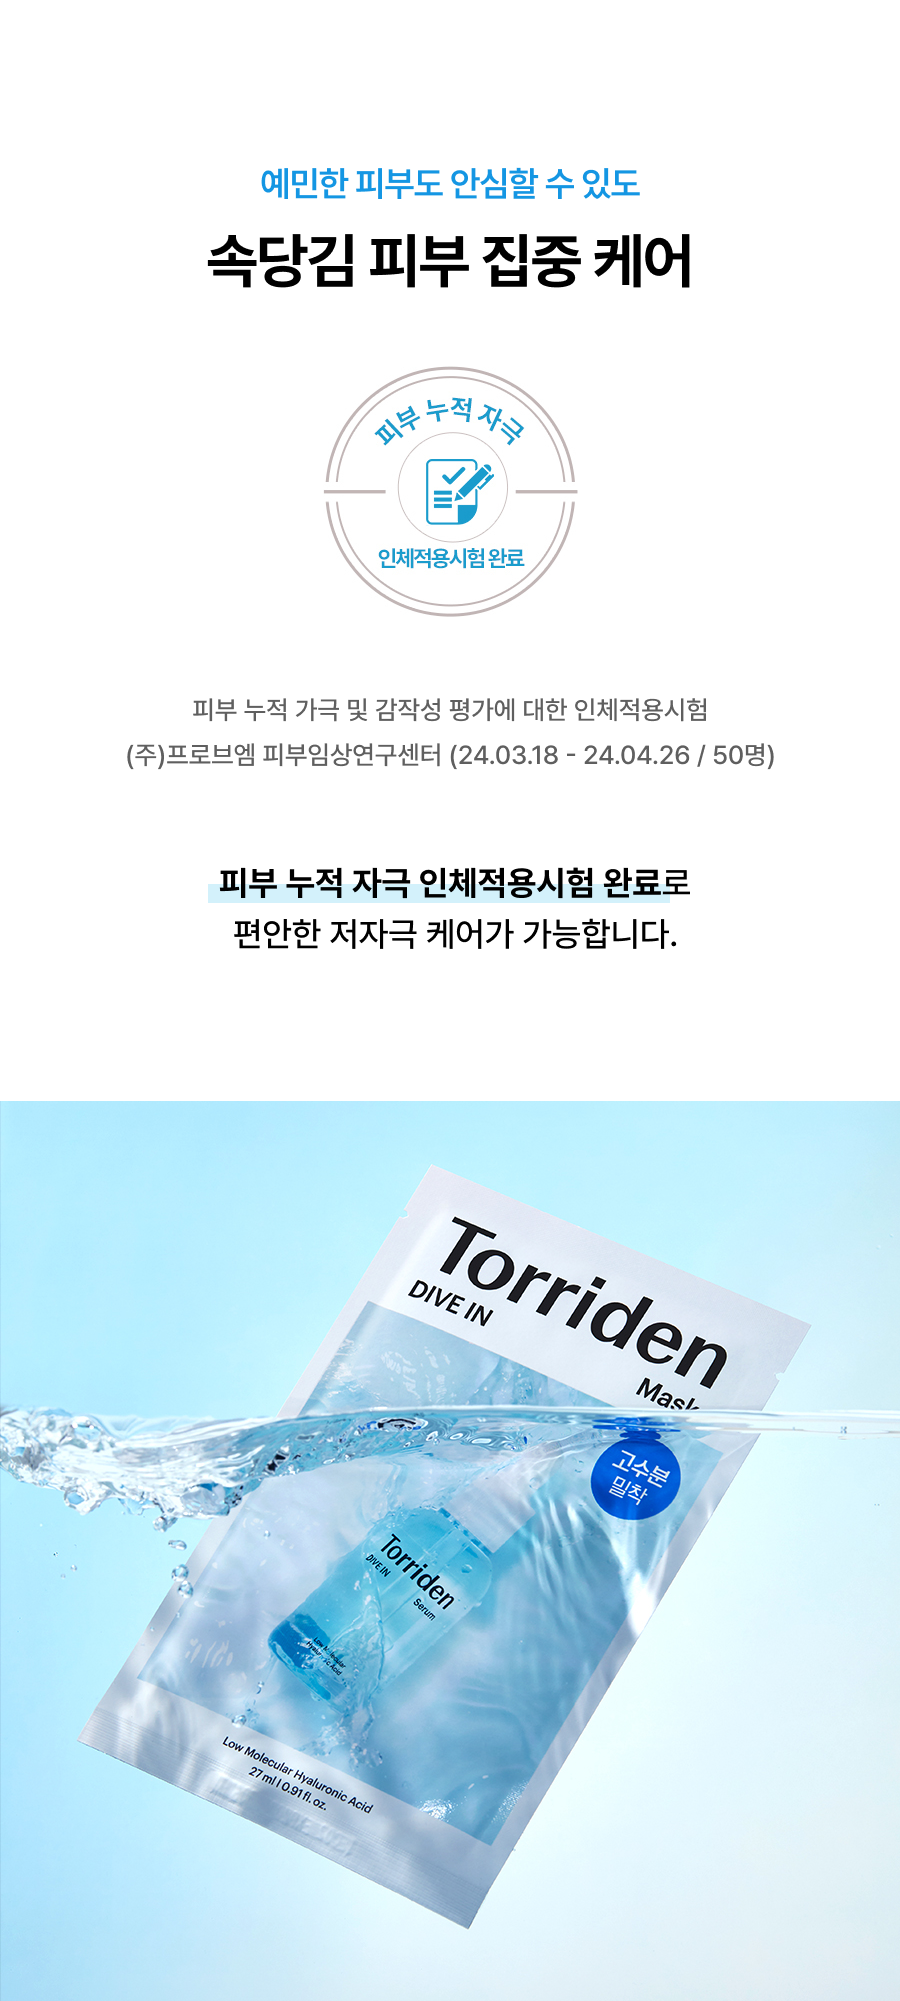 예민한 피부도 안심할 수 있도
속당김 피부 집중 케어
피부 누적 자극
인체적용시험 완료
피부 누적 가극 및 감작성 평가에 대한 인체적용시험
(주)프로브엠 피부임상연구센터 (24.03.18 - 24.04.26 / 50명)
피부 누적 자극 인체적용시험 완료로
편안한 저자극 케어가 가능합니다.
Torriden
DIVE IN
Mask
고수분
밀착
Torriden
DIVE IN
Serum
Low Molecular
Hyaluronic Acid
Low Molecular Hyaluronic Acid
27 ml l 0.91 fl. oz.